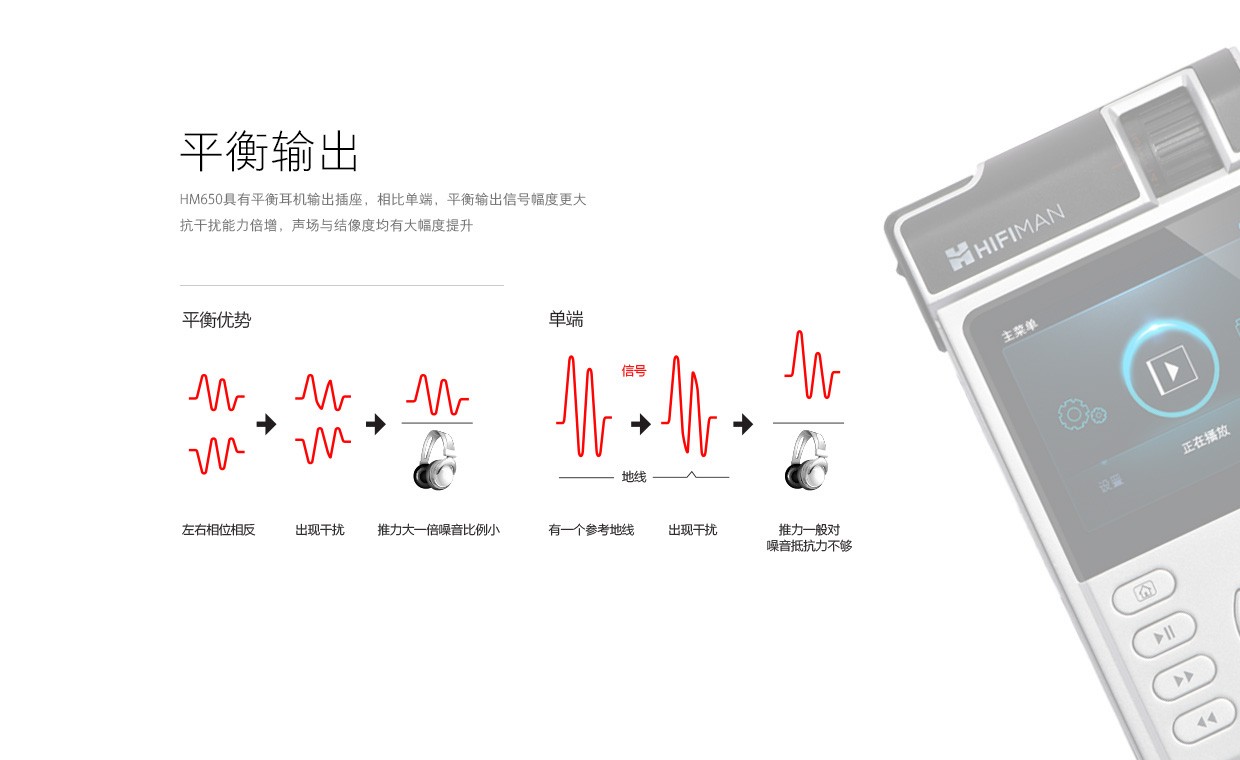 平衡输出
HM650具有平衡耳机输出插座，相比单端，平衡输出信号幅度更大
抗干扰能力倍增，声场与结像度均有大幅度提升
平衡优势
左右相位相反
出现干扰
推力大一倍噪音比例小
单端
信号
地线
有一个参考地线
出现干扰
推力一般对
噪音抵抗力不够
HIFIMAN
主菜单
正在播放
设置